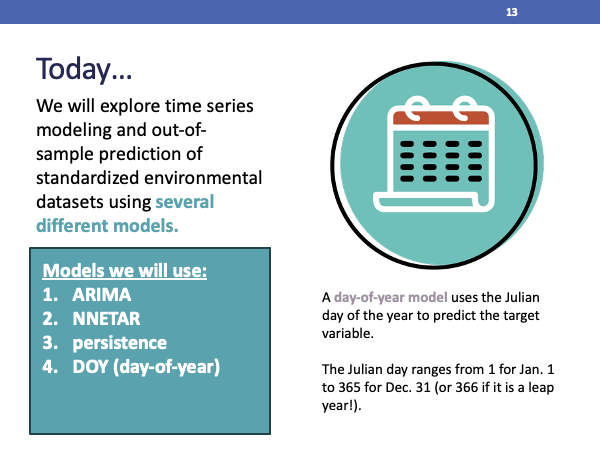 13
Today…
We will explore time series
modeling and out-of-
sample prediction of
standardized environmental
datasets using several
different models.
Models we will use:
1. ARIMA
2. NNETAR
3. persistence
4. DOY (day-of-year)
A day-of-year model uses the Julian
day of the year to predict the target
variable.
The Julian day ranges from 1 for Jan. 1
to 365 for Dec. 31 (or 366 if it is a leap
year!).